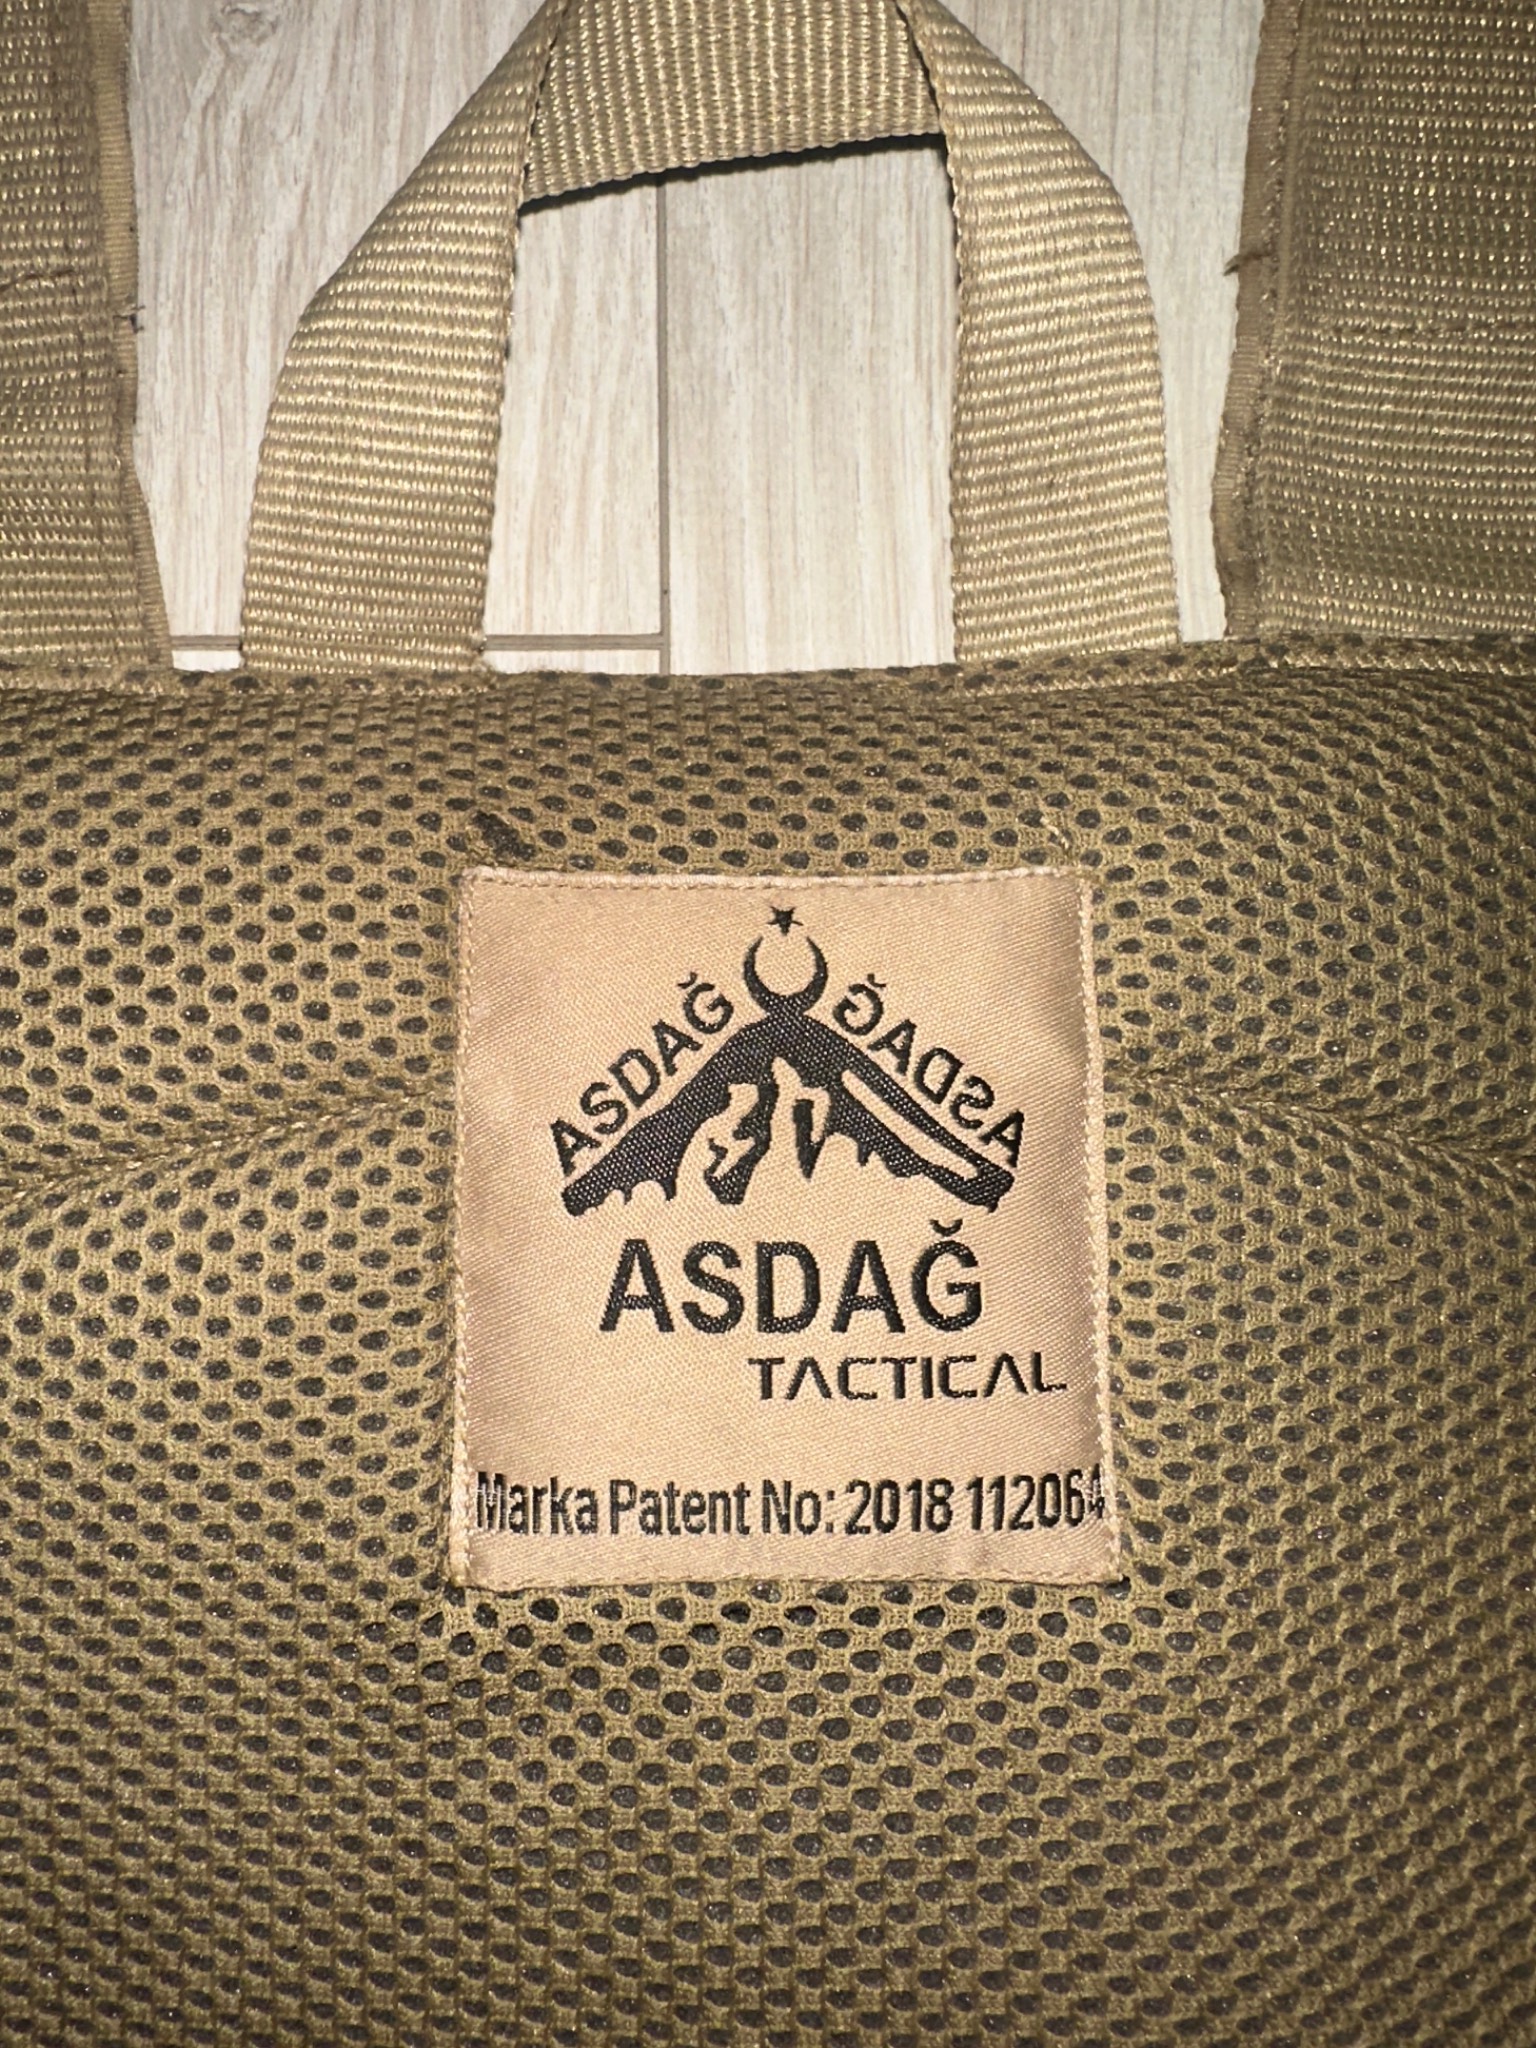 ASDAĞ ASDAĞ
ASDAĞ
TACTICAL
Marka Patent No: 2018 112064